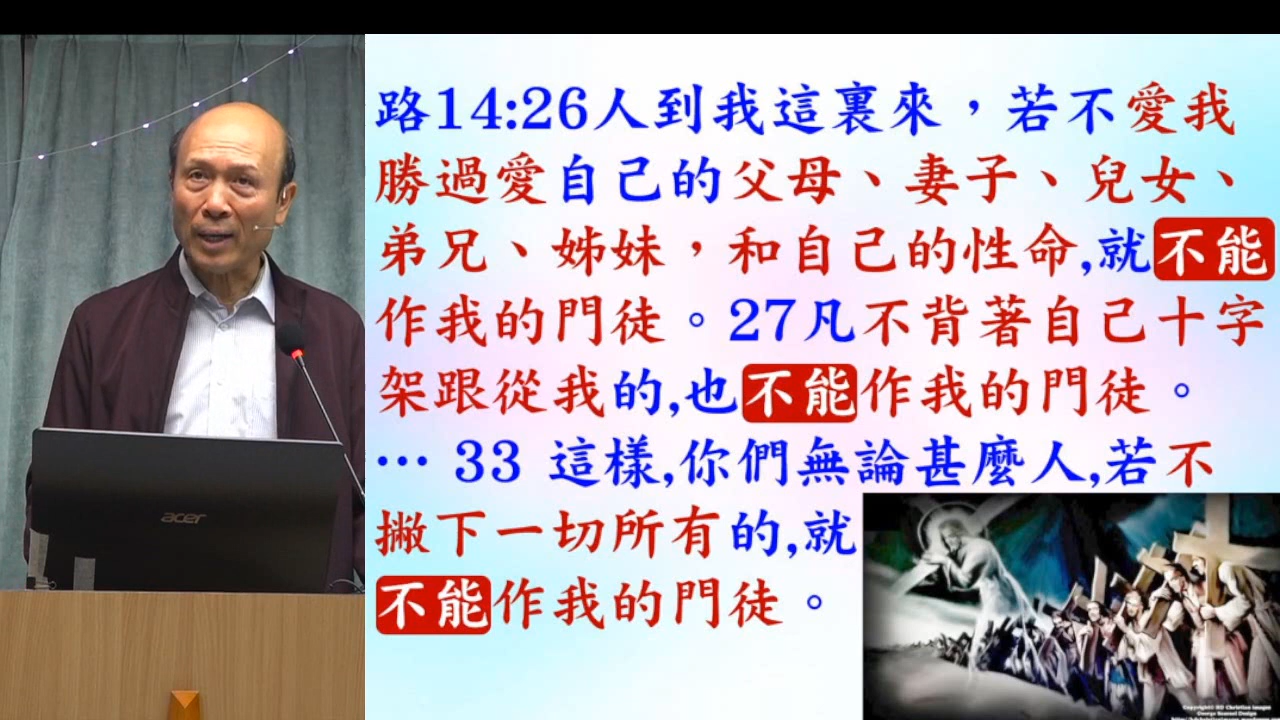 acer
路14:26人到我這裏來，若不愛我
勝過愛自己的父母、妻子、兒女、
弟兄、姊妹，和自己的性命,就不能
作我的門徒。27凡不背著自己十字
架跟從我的,也不能作我的門徒。
… 33 這樣,你們無論甚麼人,若不
撇下一切所有的,就
不能作我的門徒。